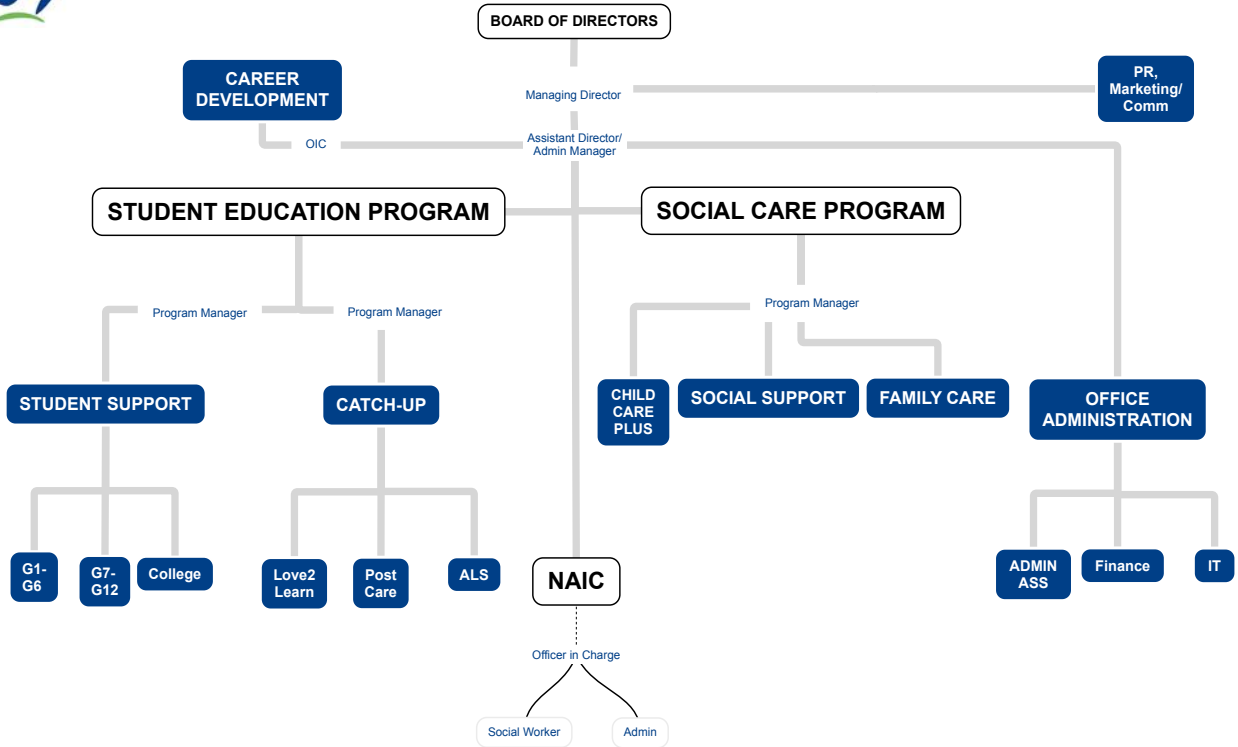 BOARD OF DIRECTORS
CAREER
DEVELOPMENT
PR,
Marketing/
Comm
Managing Director
OIC
Assistant Director/
Admin Manager
STUDENT EDUCATION PROGRAM
SOCIAL CARE PROGRAM
Program Manager
Program Manager
Program Manager
STUDENT SUPPORT
CATCH-UP
CHILD
CARE
PLUS
SOCIAL SUPPORT
FAMILY CARE
OFFICE
ADMINISTRATION
G1-
G6
G7-
G12
College
Love2
Learn
Post
Care
ALS
NAIC
ADMIN
ASS
Finance
IT
Officer in Charge
Social Worker
Admin